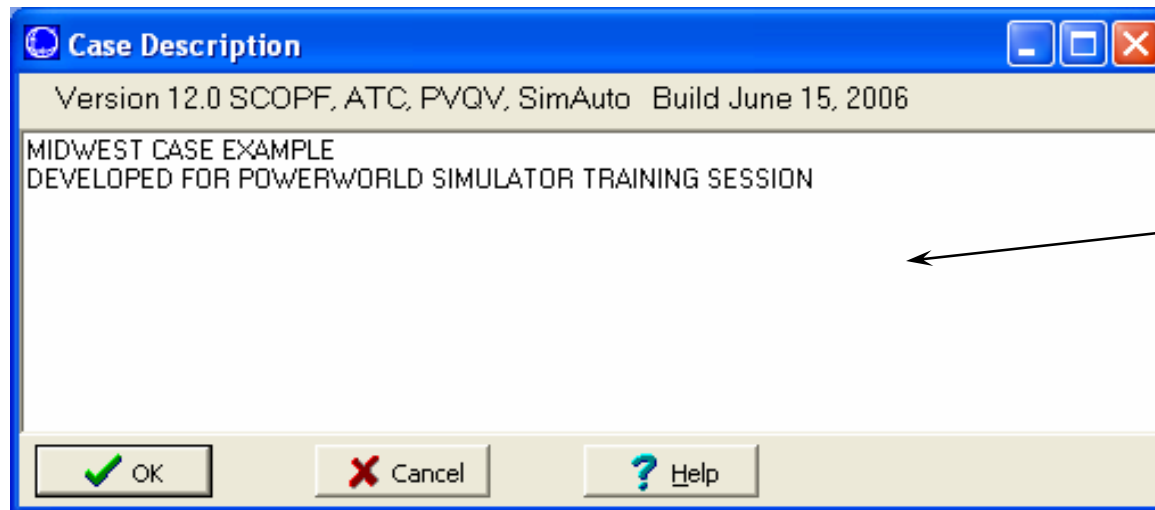 Case Description
Version 12.0 SCOPF, ATC, PVQV, SimAuto Build June 15, 2006
MIDWEST CASE EXAMPLE
DEVELOPED FOR POWERWORLD SIMULATOR TRAINING SESSION
OK
Cancel
Help